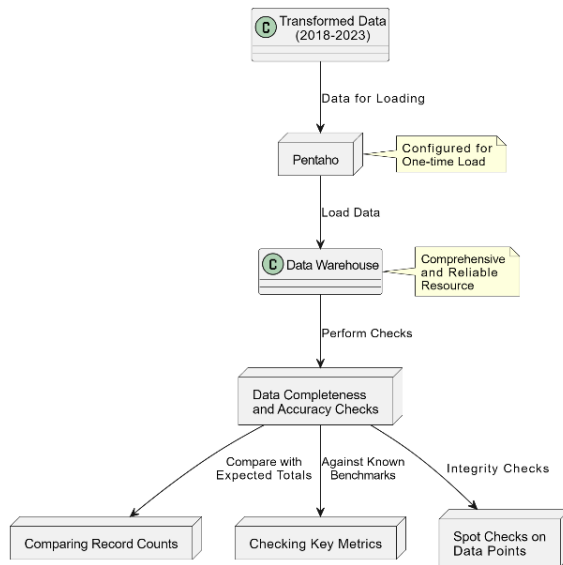 C
Transformed Data
(2018-2023)
Data for Loading
Pentaho
Configured for
One-time Load
Load Data
C
Data Warehouse
Comprehensive
and Reliable
Resource
Perform Checks
Data Completeness
and Accuracy Checks
Compare with
Expected Totals
Against Known
Benchmarks
Integrity Checks
Comparing Record Counts
Checking Key Metrics
Spot Checks on
Data Points